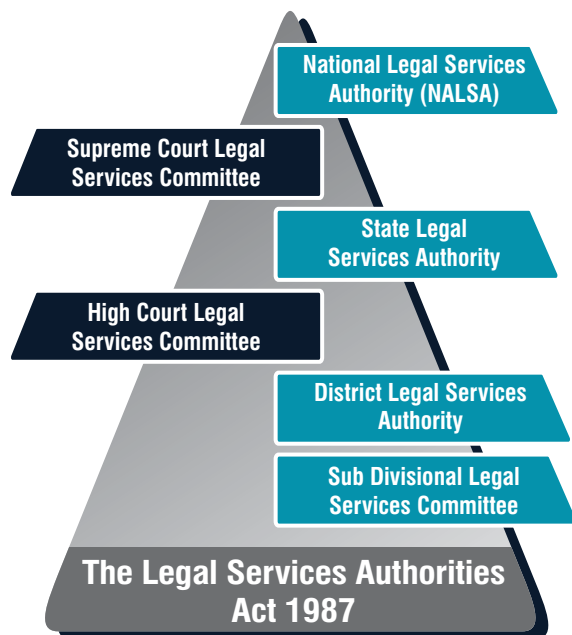 National Legal Services
Authority (NALSA)
Supreme Court Legal
Services Committee
State Legal
Services Authority
High Court Legal
Services Committee
District Legal Services
Authority
Sub Divisional Legal
Services Committee
The Legal Services Authorities
Act 1987